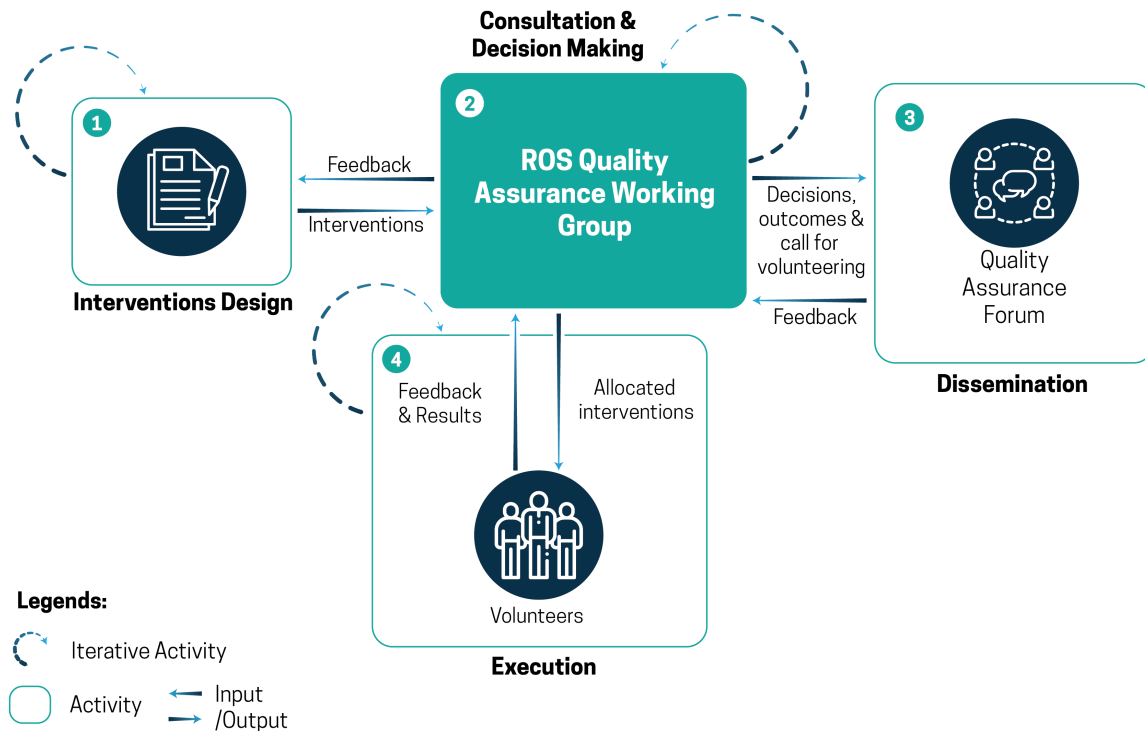 Consultation &
Decision Making
1
2
3
ROS Quality
Assurance Working
Group
Feedback
Interventions
Interventions Design
Decisions,
outcomes &
call for
volunteering
Feedback
Quality
Assurance
Forum
Dissemination
4
Feedback
& Results
Allocated
interventions
Volunteers
Execution
Legends:
Iterative Activity
Activity
Input
/Output